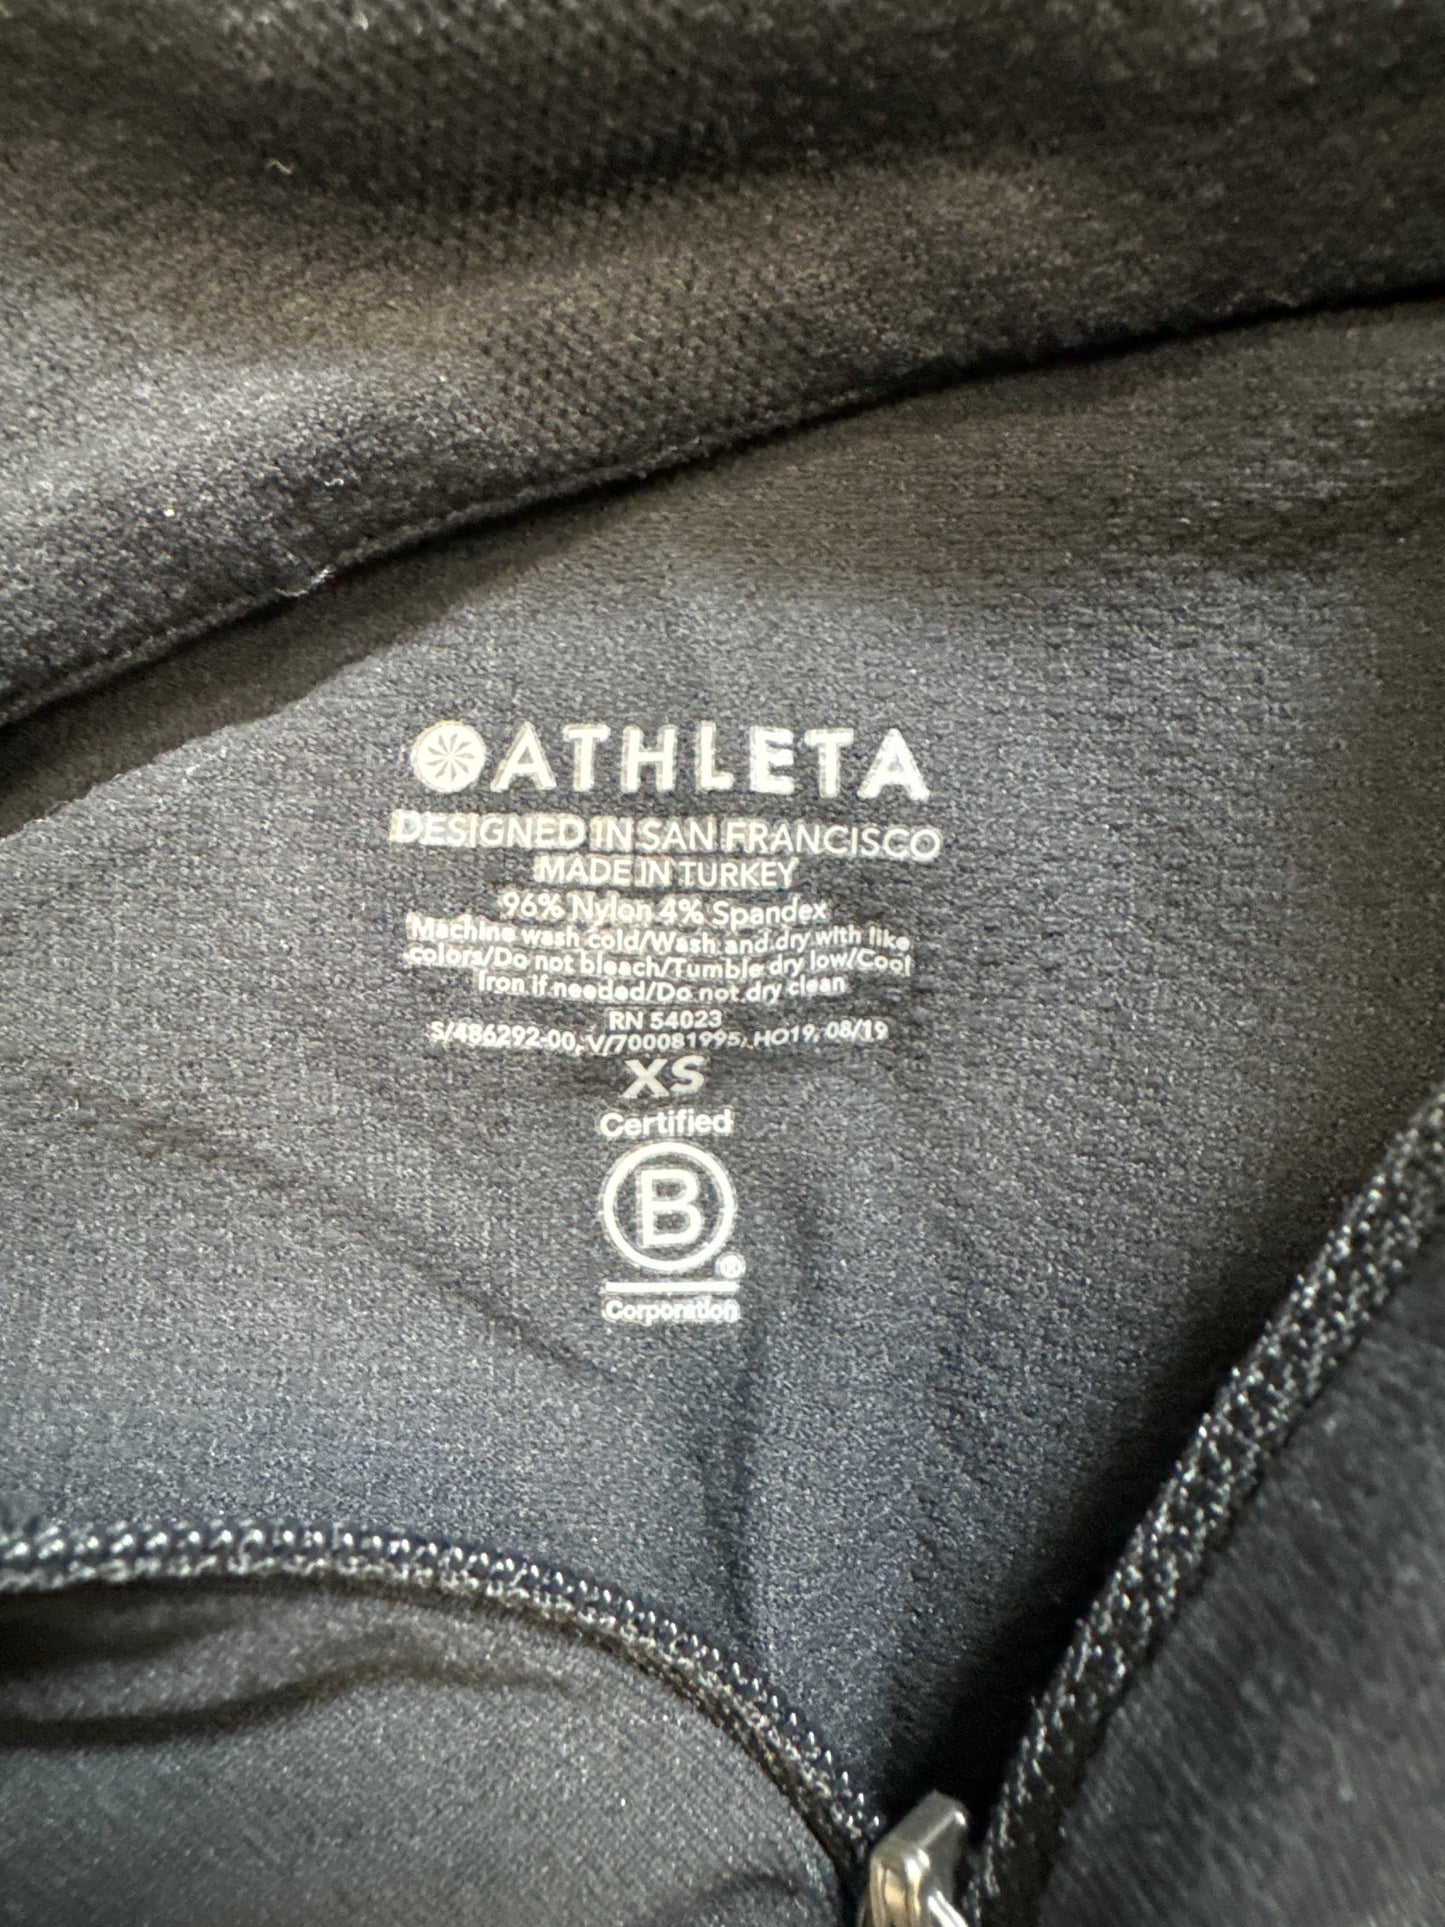 ATHLETA
DESIGNED IN SAN FRANCISCO
MADE IN TURKEY
96% Nylon 4% Spandex
Machine wash cold/Wash and dry with like
colors/Do not bleach/Tumble dry low/Cool
Iron if needed/Do not dry clean
RN 54023
S/486292-00, V/700081995, HO19, 08/19
XS
Certified
B
®
Corporation